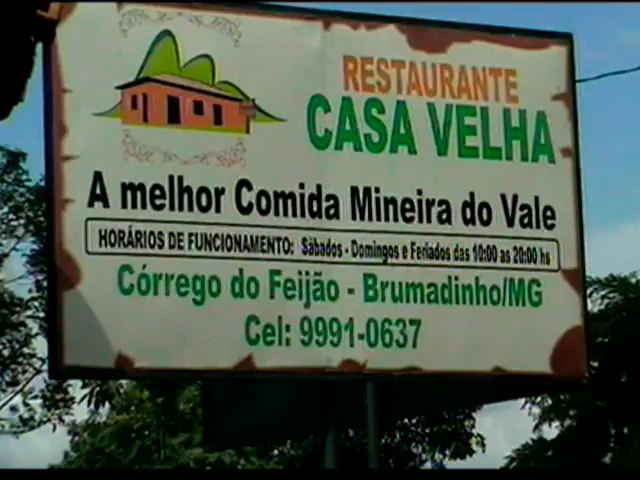 RESTAURANTE
CASA VELHA
A melhor Comida Mineira do Vale
HORÁRIOS DE FUNCIONAMENTO: Sábados - Domingos e Feriados das 10:00 as 20:00 hs
Córrego do Feijão - Brumadinho/MG
Cel: 9991-0637